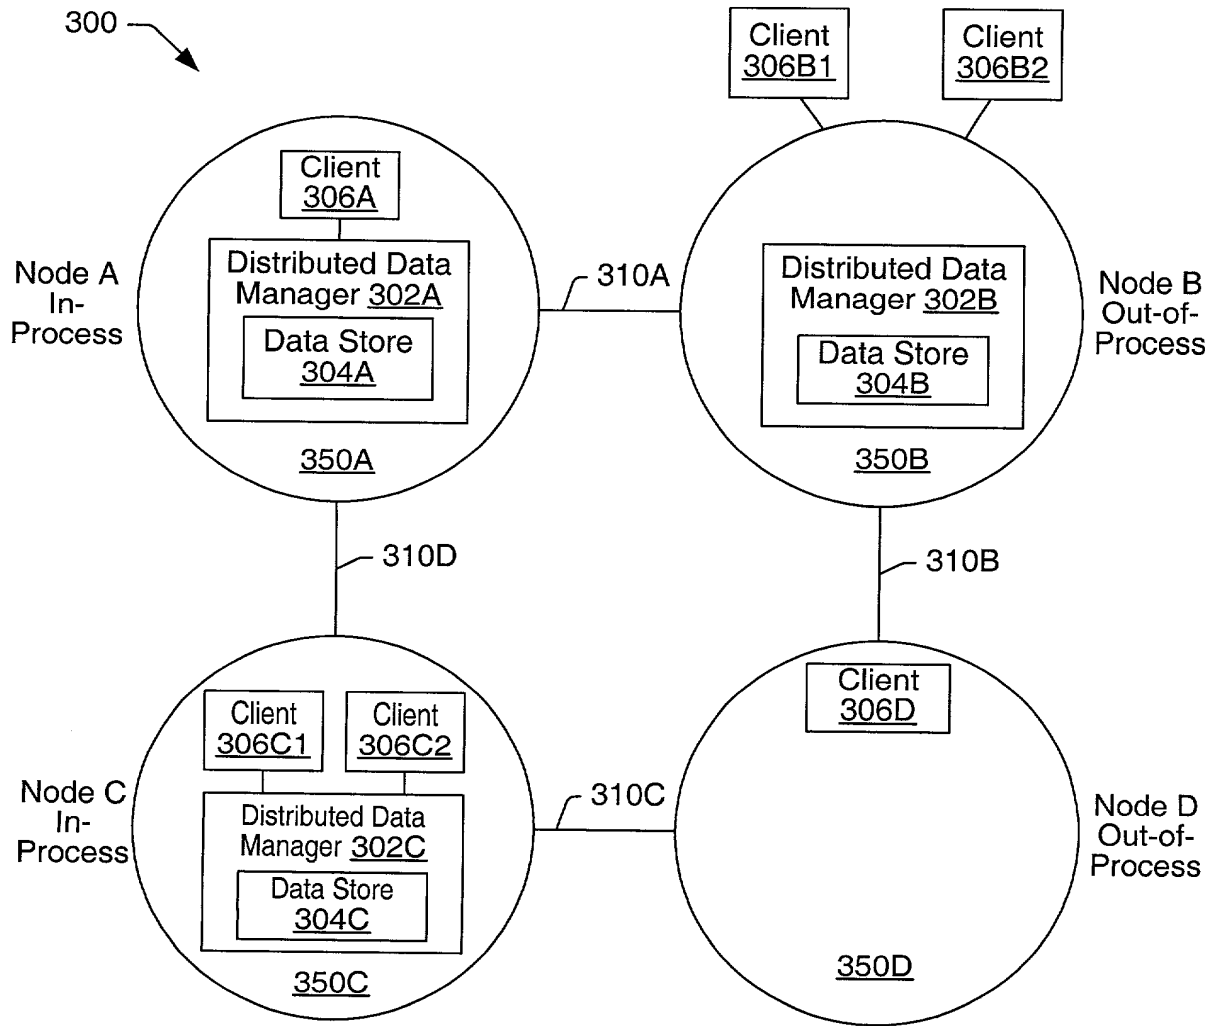 300
Client
306B1
Client
306B2
Client
306A
Distributed Data
Manager 302A
Data Store
304A
350A
Node A
In-
Process
310A
Distributed Data
Manager 302B
Data Store
304B
350B
Node B
Out-of-
Process
310D
310B
Client
306C1
Client
306C2
Distributed Data
Manager 302C
Data Store
304C
350C
Node C
In-
Process
310C
Client
306D
350D
Node D
Out-of-
Process